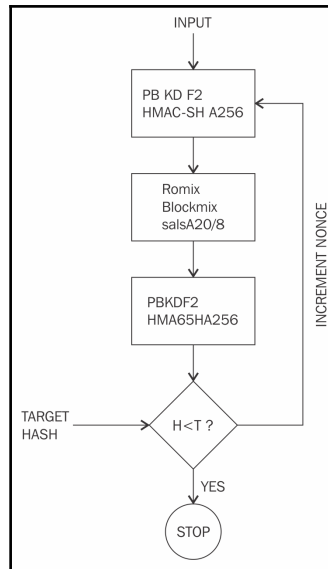 INPUT
PB KD F2
HMAC-SH A256
Romix
Blockmix
salsA20/8
PBKDF2
HMA65HA256
TARGET
HASH
H<T ?
INCREMENT NONCE
YES
STOP